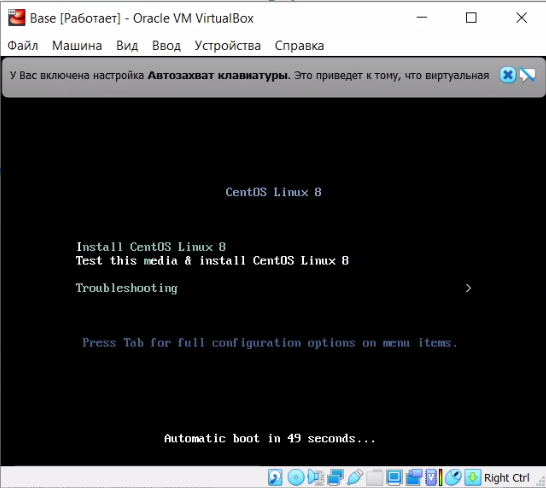 Base [Работает] - Oracle VM VirtualBox
Файл Машина Вид Ввод Устройства Справка
У Вас включена настройка Автозахват клавиатуры. Это приведет к тому, что виртуальная
CentOS Linux 8
Install CentOS Linux 8
Test this media & install CentOS Linux 8
Troubleshooting >
Press Tab for full configuration options on menu items.
Automatic boot in 49 seconds...
Right Ctrl